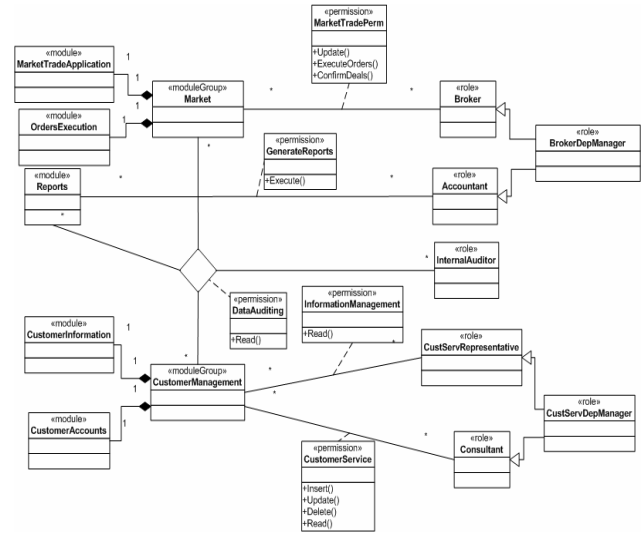 «permission»
MarketTradePerm
+Update()
+ExecuteOrders()
+ConfirmDeals()
«module»
MarketTradeApplication
1
1
«moduleGroup»
Market
*
*
«role»
Broker
«module»
OrdersExecution
1
1
*
«role»
BrokerDepManager
«permission»
GenerateReports
+Execute()
«module»
Reports
*
*
*
«role»
Accountant
«role»
InternalAuditor
*
«permission»
DataAuditing
+Read()
«permission»
InformationManagement
+Read()
*
«module»
CustomerInformation
1
1
*
«moduleGroup»
CustomerManagement
*
*
«role»
CustServRepresentative
«module»
CustomerAccounts
1
1
«role»
CustServDepManager
«permission»
CustomerService
+Insert()
+Update()
+Delete()
+Read()
*
«role»
Consultant